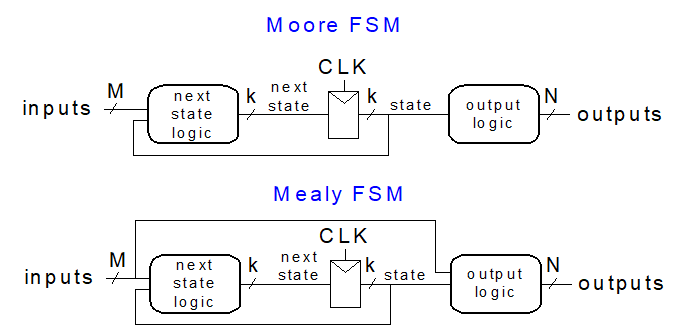 Moore FSM
CLK
inputs
M
next
state
logic
k
next
state
k
state
output
logic
N
outputs
Mealy FSM
CLK
inputs
M
next
state
logic
k
next
state
k
state
output
logic
N
outputs